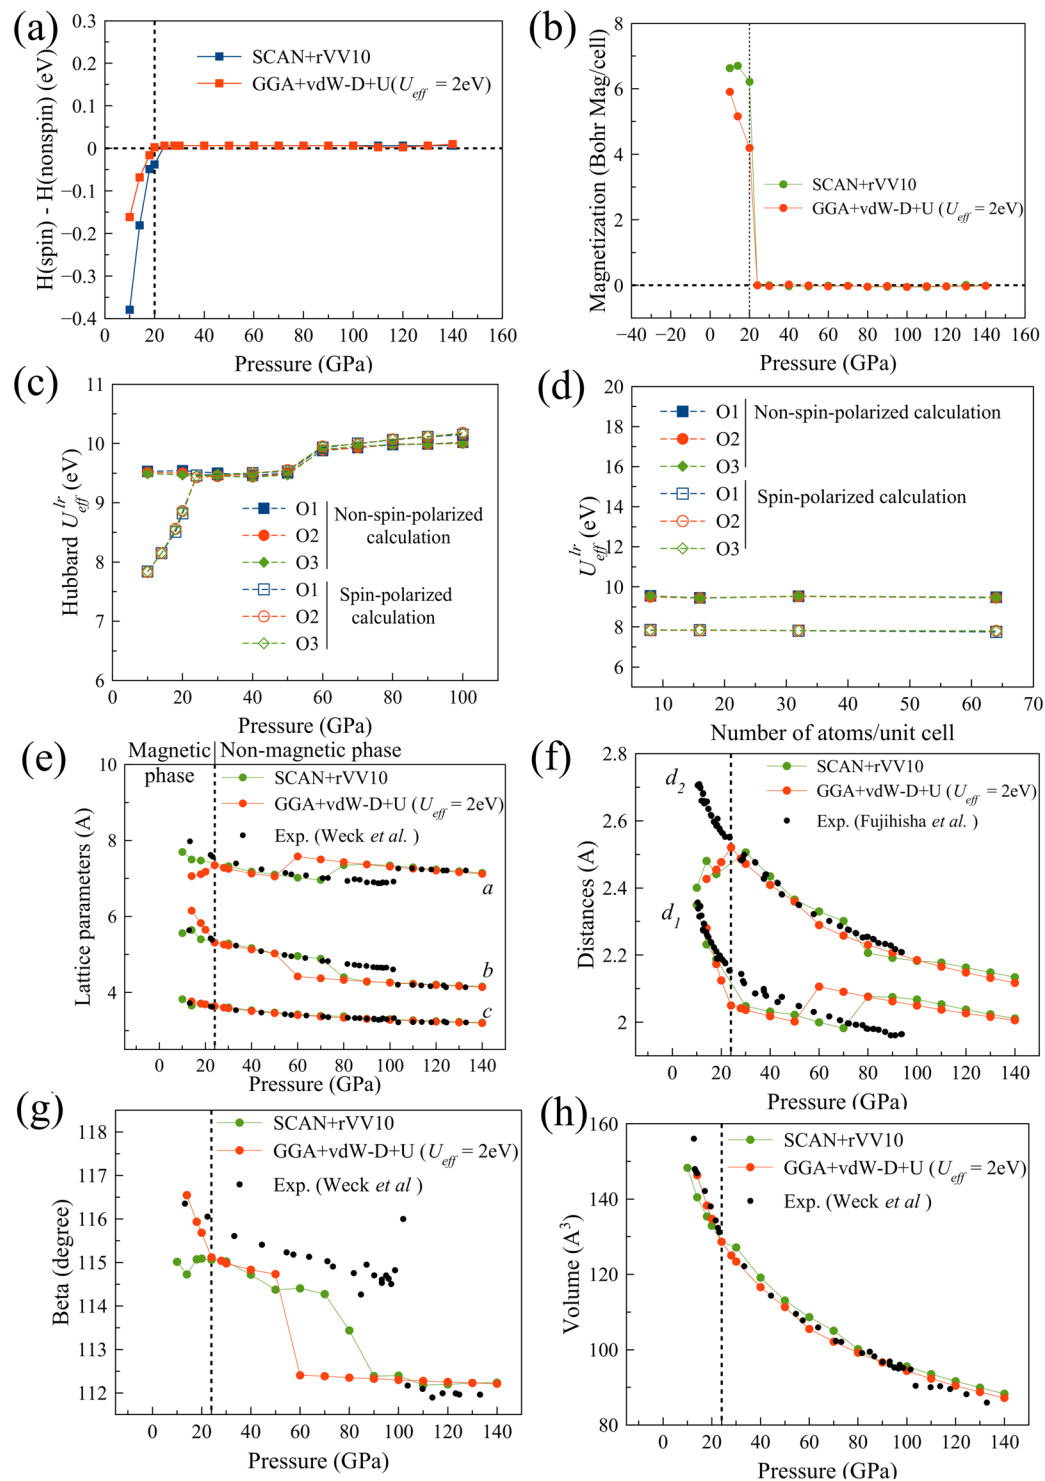 (a)
H(spin) - H(nonspin) (eV)
0.3
0.2
0.1
0
−0.1
−0.2
−0.3
−0.4
SCAN+rVV10
GGA+vdW-D+U(Ueff = 2eV)
0 20 40 60 80 100 120 140 160
Pressure (GPa)
(b)
Magnetization (Bohr Mag/cell)
8
6
4
2
0
SCAN+rVV10
GGA+vdW-D+U (Ueff = 2eV)
−40 −20 0 20 40 60 80 100 120 140 160
Pressure (GPa)
(c)
Hubbard Ueff^lr (eV)
11
10
9
8
7
6
O1
O2
O3
Non-spin-polarized
calculation
O1
O2
O3
Spin-polarized
calculation
0 20 40 60 80 100
Pressure (GPa)
(d)
Ueff^lr (eV)
20
18
16
14
12
10
8
6
O1
O2
O3
Non-spin-polarized calculation
O1
O2
O3
Spin-polarized calculation
10 20 30 40 50 60 70
Number of atoms/unit cell
(e)
Magnetic
phase
Non-magnetic phase
Lattice parameters (A)
10
8
6
4
SCAN+rVV10
GGA+vdW-D+U (Ueff = 2eV)
Exp. (Weck et al. )
a
b
c
0 20 40 60 80 100 120 140
Pressure (GPa)
(f)
Distances (A)
2.8
2.6
2.4
2.2
2
d2
d1
SCAN+rVV10
GGA+vdW-D+U (Ueff = 2eV)
Exp. (Fujihisha et al. )
0 20 40 60 80 100 120 140
Pressure (GPa)
(g)
Beta (degree)
118
117
116
115
114
113
112
SCAN+rVV10
GGA+vdW-D+U (Ueff = 2eV)
Exp. (Weck et al )
0 20 40 60 80 100 120 140
Pressure (GPa)
(h)
Volume (A³)
160
140
120
100
80
SCAN+rVV10
GGA+vdW-D+U (Ueff = 2eV)
Exp. (Weck et al )
0 20 40 60 80 100 120 140
Pressure (GPa)